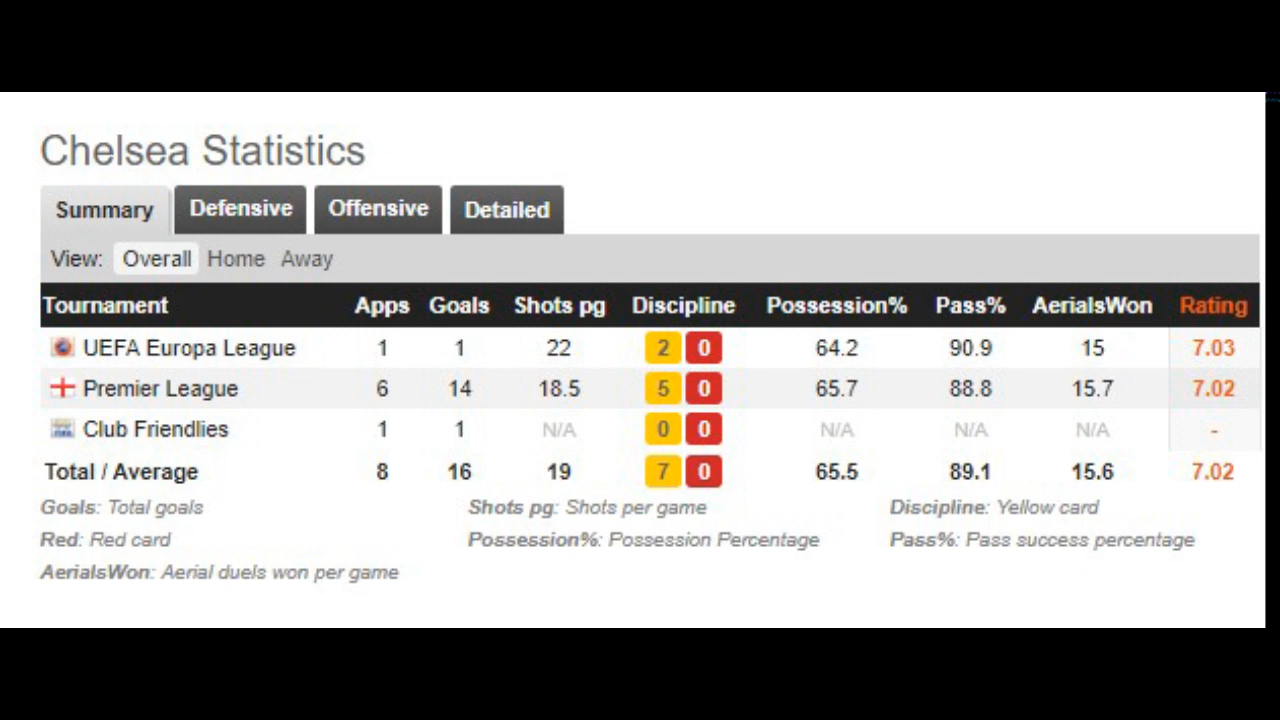 Chelsea Statistics
Summary Defensive Offensive Detailed
View: Overall Home Away
Tournament Apps Goals Shots pg Discipline Possession% Pass% AerialsWon Rating
UEFA Europa League 1 1 22 2 0 64.2 90.9 15 7.03
Premier League 6 14 18.5 5 0 65.7 88.8 15.7 7.02
Club Friendlies 1 1 N/A 0 0 N/A N/A N/A -
Total / Average 8 16 19 7 0 65.5 89.1 15.6 7.02
Goals: Total goals Shots pg: Shots per game Discipline: Yellow card
Red: Red card Possession%: Possession Percentage Pass%: Pass success percentage
AerialsWon: Aerial duels won per game